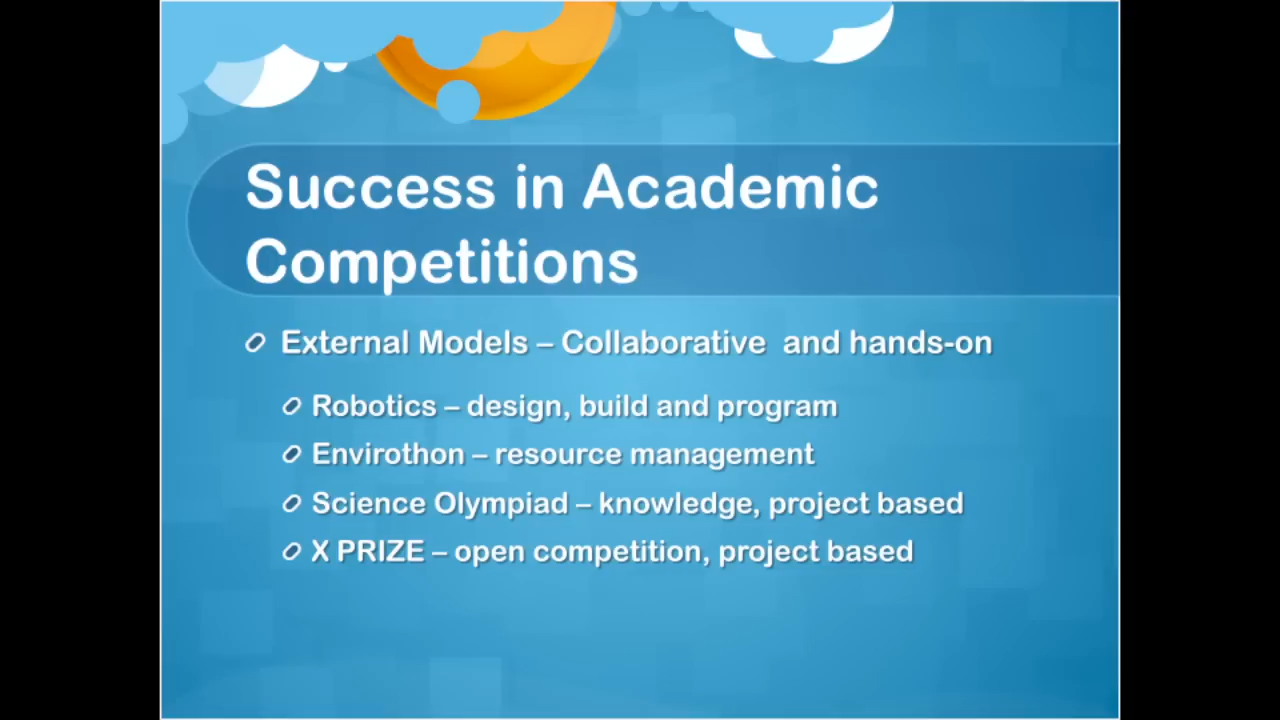 Success in Academic
Competitions
External Models – Collaborative  and hands-on
Robotics – design, build and program
Envirothon – resource management
Science Olympiad – knowledge, project based
X PRIZE – open competition, project based